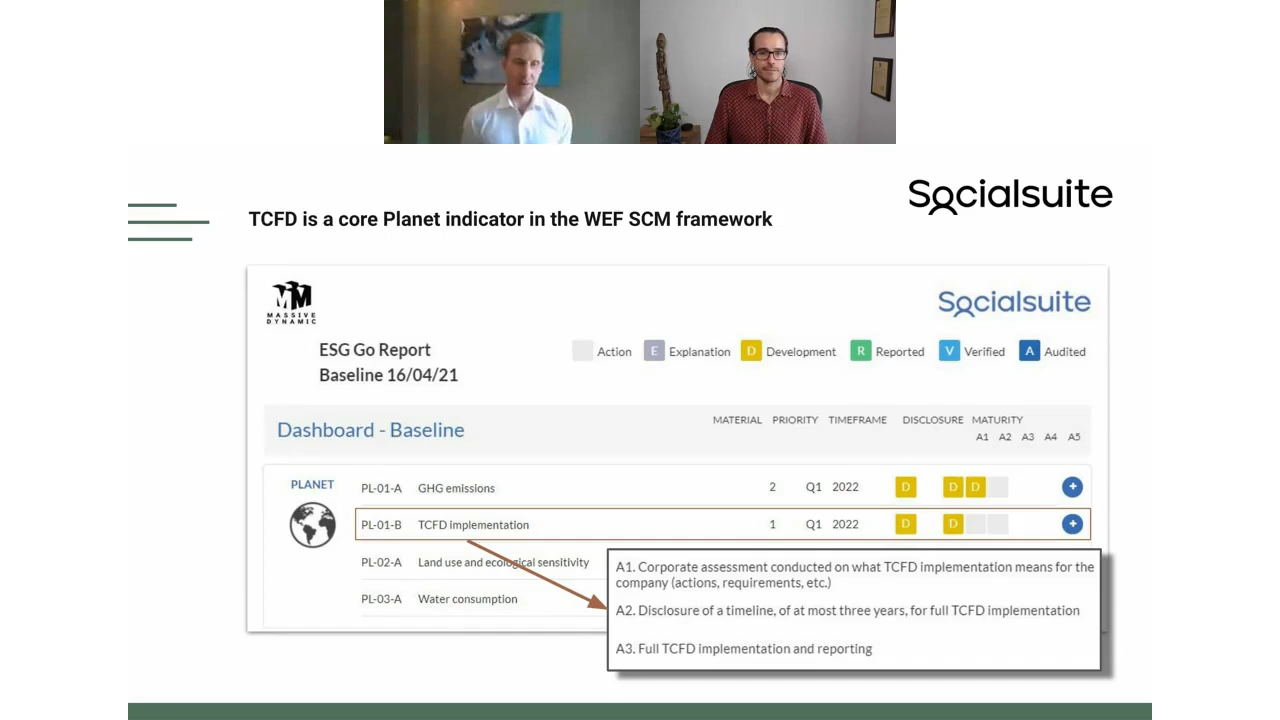 Socialsuite
TCFD is a core Planet indicator in the WEF SCM framework
MASSIVE
DYNAMIC
Socialsuite
ESG Go Report
Baseline 16/04/21
Action E Explanation D Development R Reported V Verified A Audited
Dashboard - Baseline
MATERIAL PRIORITY TIMEFRAME DISCLOSURE MATURITY
A1 A2 A3 A4 A5
PLANET
PL-01-A GHG emissions 2 Q1 2022 D D D +
PL-01-B TCFD implementation 1 Q1 2022 D D +
PL-02-A Land use and ecological sensitivity
PL-03-A Water consumption
A1. Corporate assessment conducted on what TCFD implementation means for the
company (actions, requirements, etc.)
A2. Disclosure of a timeline, of at most three years, for full TCFD implementation
A3. Full TCFD implementation and reporting